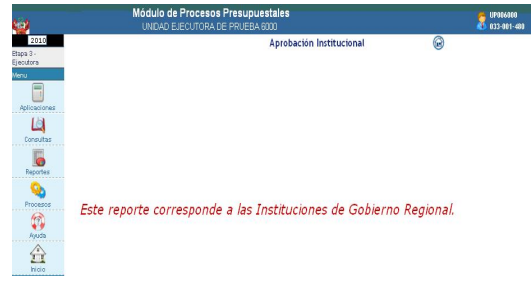 Módulo de Procesos Presupuestales
UNIDAD EJECUTORA DE PRUEBA 6000
UP006000
033-001-480
2010
Aprobación Institucional
Etapa 3 -
Ejecutora
Menu
Aplicaciones
Consultas
Reportes
Procesos
Ayuda
Inicio
Este reporte corresponde a las Instituciones de Gobierno Regional.